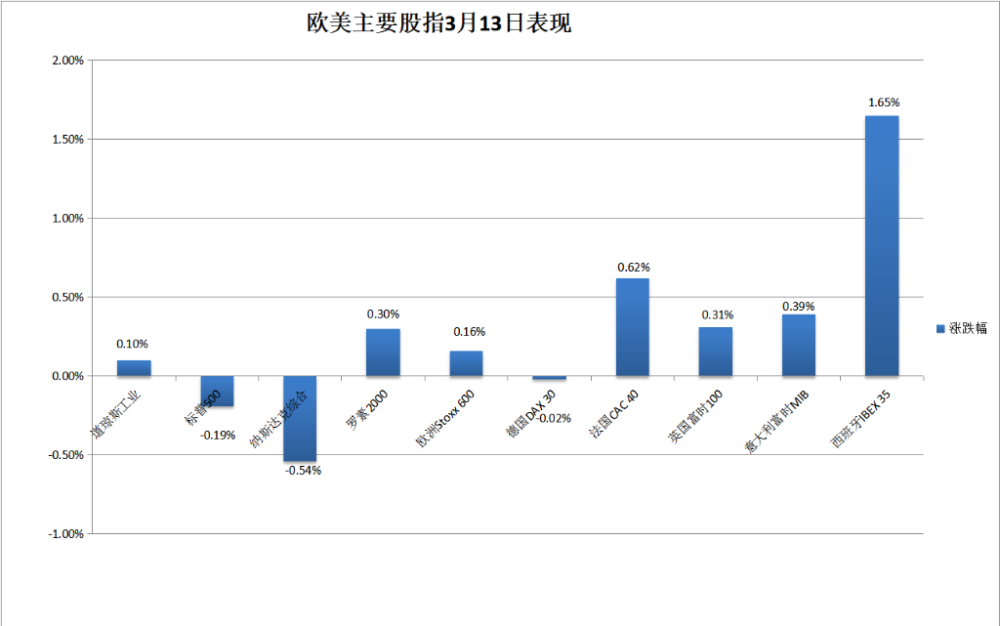 欧美主要股指3月13日表现
2.00%
1.50%
1.00%
0.50%
0.00%
-0.50%
-1.00%
0.10%
-0.19%
-0.54%
0.30%
0.16%
-0.02%
0.62%
0.31%
0.39%
1.65%
道琼斯工业
标普500
纳斯达克综合
罗素2000
欧洲Stoxx 600
德国DAX 30
法国CAC 40
英国富时100
意大利富时MIB
西班牙IBEX 35
涨跌幅